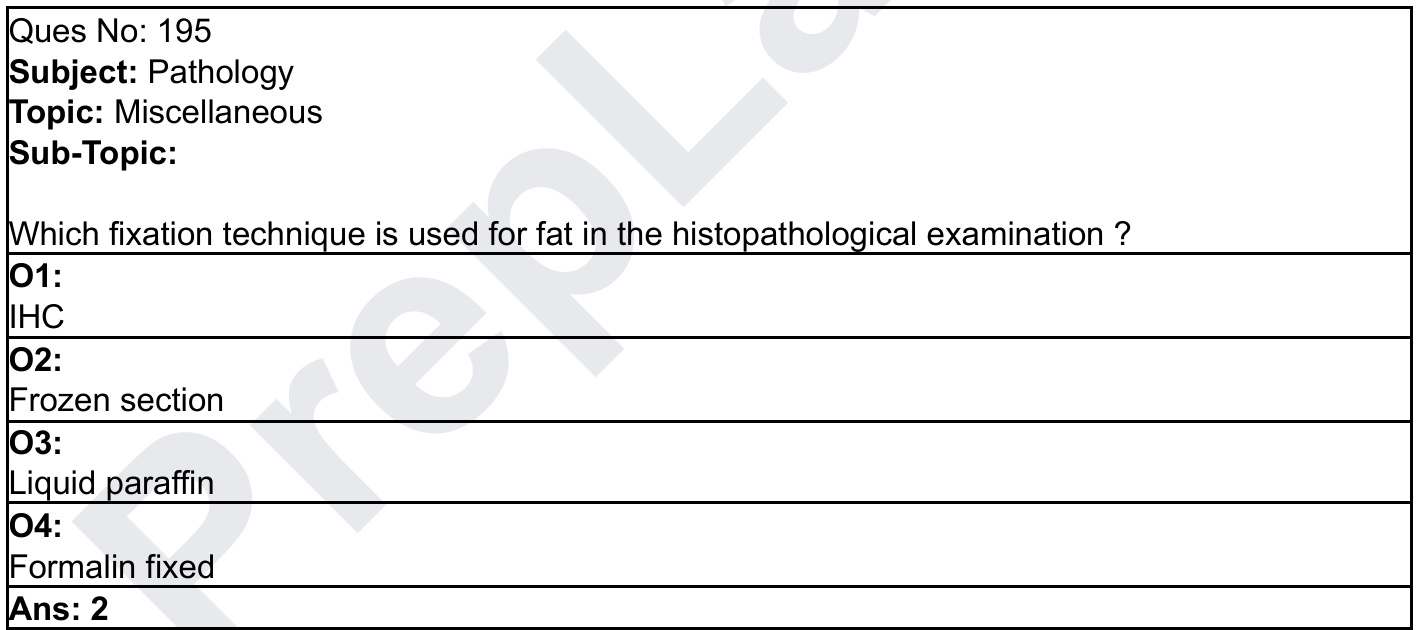 Ques No: 195
Subject: Pathology
Topic: Miscellaneous
Sub-Topic:
Which fixation technique is used for fat in the histopathological examination ?
O1:
IHC
O2:
Frozen section
O3:
Liquid paraffin
O4:
Formalin fixed
Ans: 2